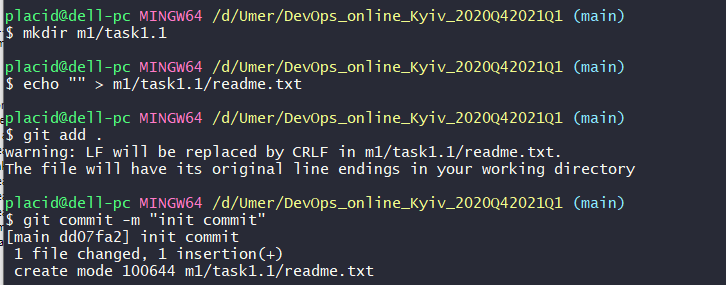 placid@dell-pc MINGW64 /d/Umer/DevOps_online_Kyiv_2020Q42021Q1 (main)
$ mkdir m1/task1.1
placid@dell-pc MINGW64 /d/Umer/DevOps_online_Kyiv_2020Q42021Q1 (main)
$ echo "" > m1/task1.1/readme.txt
placid@dell-pc MINGW64 /d/Umer/DevOps_online_Kyiv_2020Q42021Q1 (main)
$ git add .
warning: LF will be replaced by CRLF in m1/task1.1/readme.txt.
The file will have its original line endings in your working directory
placid@dell-pc MINGW64 /d/Umer/DevOps_online_Kyiv_2020Q42021Q1 (main)
$ git commit -m "init commit"
[main dd07fa2] init commit
 1 file changed, 1 insertion(+)
 create mode 100644 m1/task1.1/readme.txt